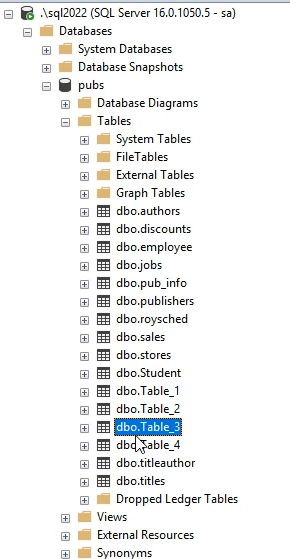 .\sql2022 (SQL Server 16.0.1050.5 - sa)
Databases
System Databases
Database Snapshots
pubs
Database Diagrams
Tables
System Tables
FileTables
External Tables
Graph Tables
dbo.authors
dbo.discounts
dbo.employee
dbo.jobs
dbo.pub_info
dbo.publishers
dbo.roysched
dbo.sales
dbo.stores
dbo.Student
dbo.Table_1
dbo.Table_2
dbo.Table_3
dbo.Table_4
dbo.titleauthor
dbo.titles
Dropped Ledger Tables
Views
External Resources
Synonyms